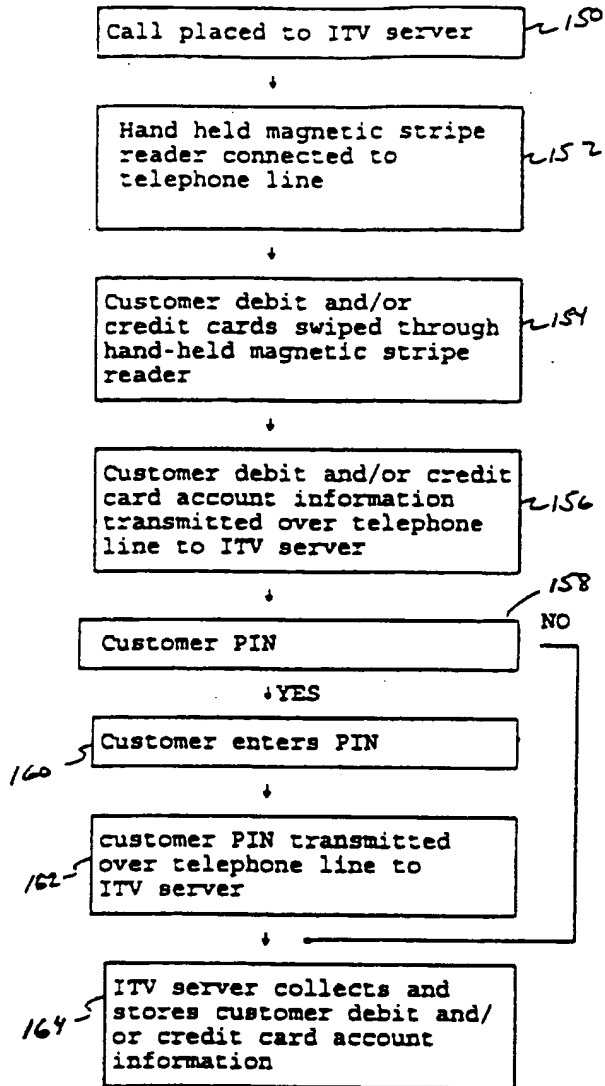 Call placed to ITV server
150
Hand held magnetic stripe
reader connected to
telephone line
152
Customer debit and/or
credit cards swiped through
hand-held magnetic stripe
reader
154
Customer debit and/or credit
card account information
transmitted over telephone
line to ITV server
156
158
Customer PIN
NO
YES
Customer enters PIN
160
customer PIN transmitted
over telephone line to
ITV server
162
ITV server collects and
stores customer debit and/
or credit card account
information
164